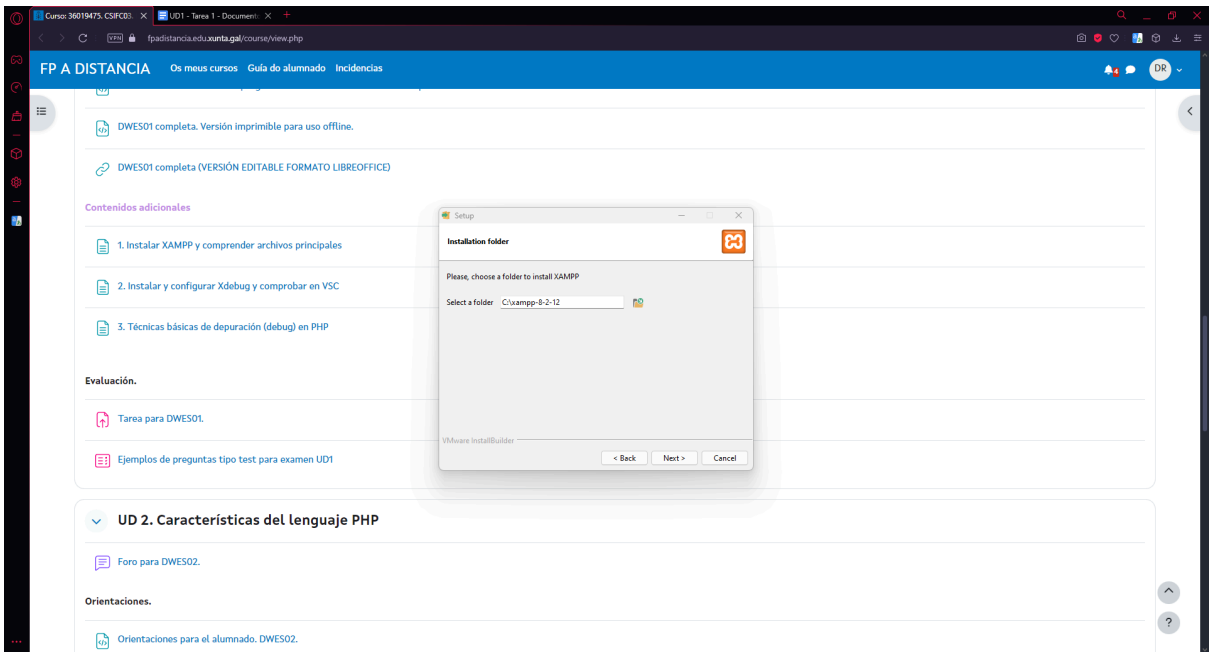 Curso: 36019475. CSIFC03.
UD1 - Tarea 1 - Document
VPN
fpadistancia.edu.xunta.gal/course/view.php
FP A DISTANCIA
Os meus cursos
Guía do alumnado
Incidencias
4
DR
DWES01 completa. Versión imprimible para uso offline.
DWES01 completa (VERSIÓN EDITABLE FORMATO LIBREOFFICE)
Contenidos adicionales
1. Instalar XAMPP y comprender archivos principales
2. Instalar y configurar Xdebug y comprobar en VSC
3. Técnicas básicas de depuración (debug) en PHP
Evaluación.
Tarea para DWES01.
Ejemplos de preguntas tipo test para examen UD1
Setup
Installation folder
Please, choose a folder to install XAMPP
Select a folder
C:\xampp-8-2-12
VMware InstallBuilder
< Back
Next >
Cancel
UD 2. Características del lenguaje PHP
Foro para DWES02.
Orientaciones.
Orientaciones para el alumnado. DWES02.
?